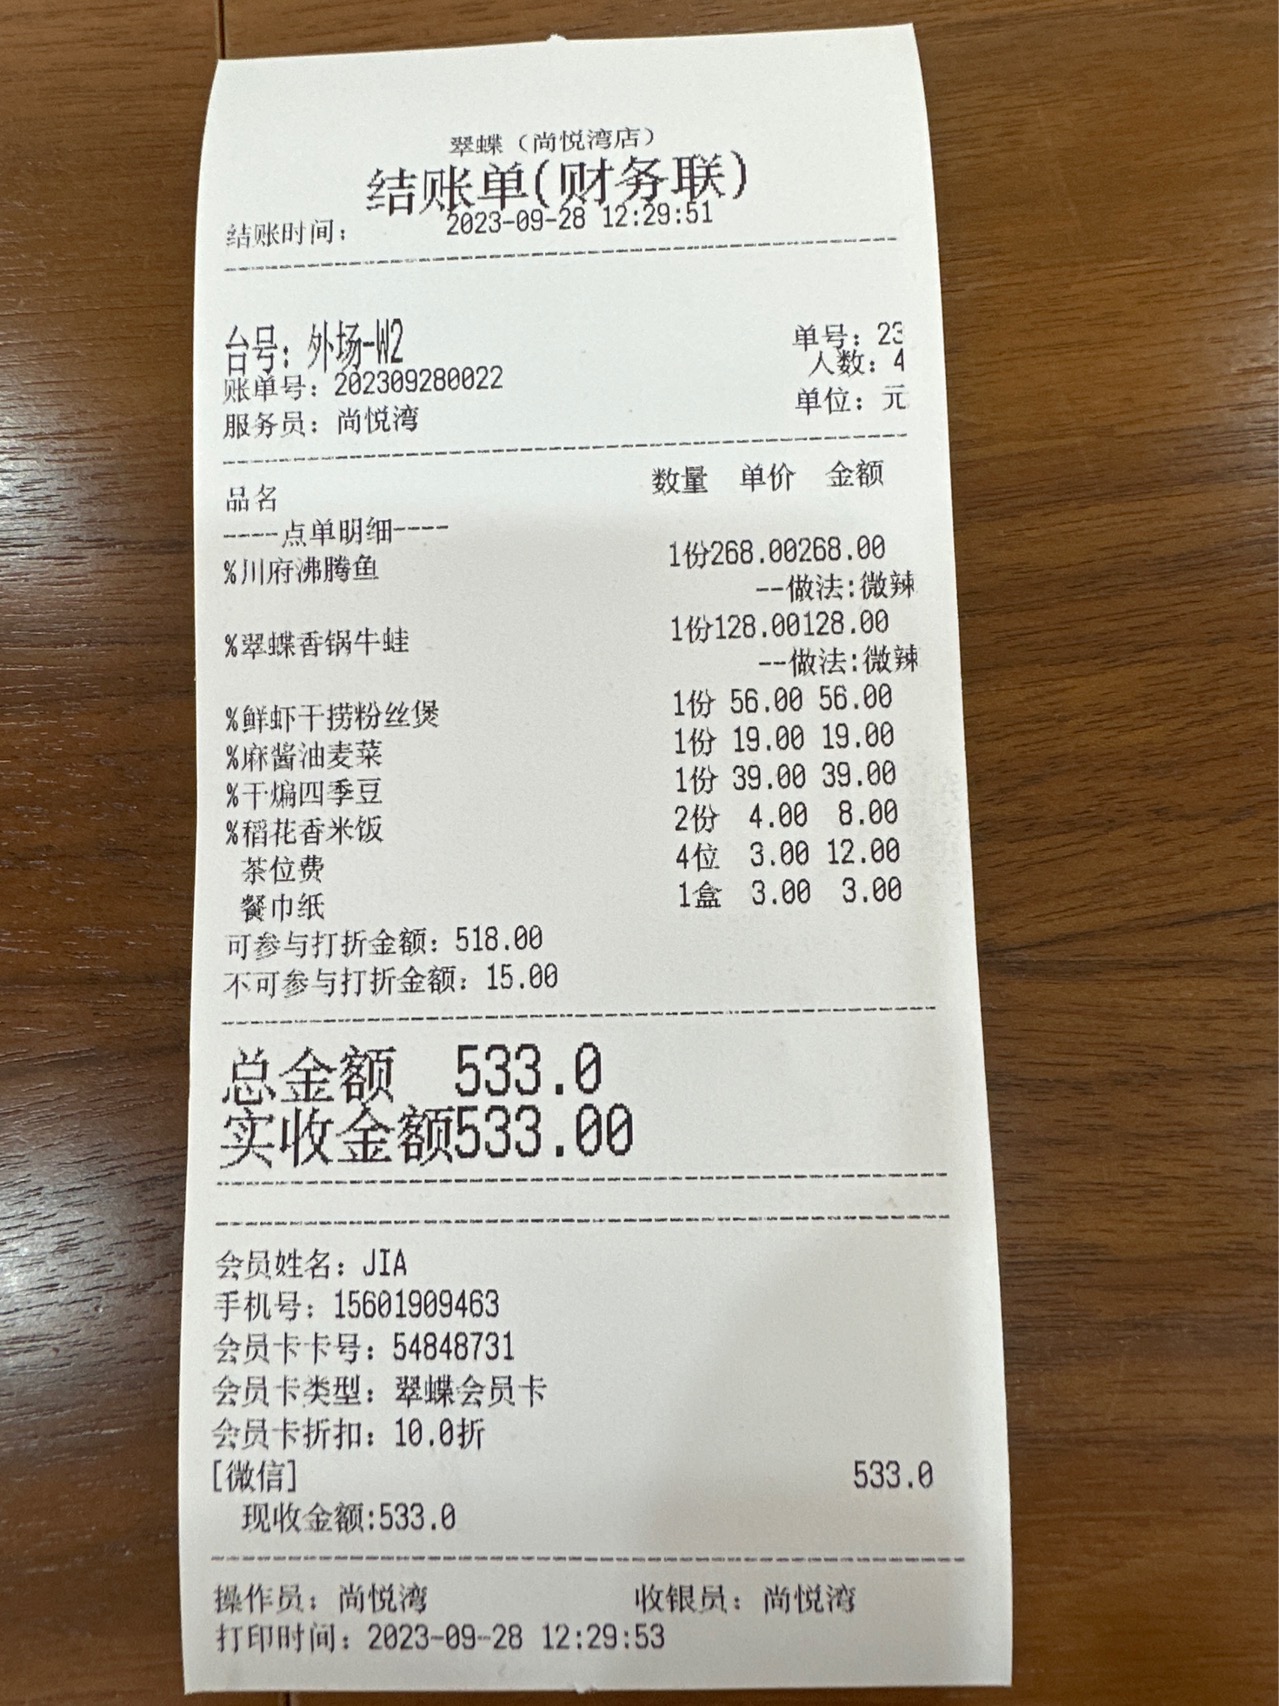 翠蝶（尚悦湾店）
结账单(财务联)
结账时间： 2023-09-28 12:29:51
台号：外场-W2 单号：23
人数：4
账单号：202309280022
服务员：尚悦湾 单位：元
品名 数量 单价 金额
----点单明细----
%川府沸腾鱼 1份268.00268.00
--做法:微辣
%翠蝶香锅牛蛙 1份128.00128.00
--做法:微辣
%鲜虾干捞粉丝煲 1份 56.00 56.00
%麻酱油麦菜 1份 19.00 19.00
%干煸四季豆 1份 39.00 39.00
%稻花香米饭 2份 4.00 8.00
茶位费 4位 3.00 12.00
餐巾纸 1盒 3.00 3.00
可参与打折金额：518.00
不可参与打折金额：15.00
总金额 533.0
实收金额533.00
会员姓名：JIA
手机号：15601909463
会员卡卡号：54848731
会员卡类型：翠蝶会员卡
会员卡折扣：10.0折
[微信] 533.0
现收金额:533.0
操作员：尚悦湾 收银员：尚悦湾
打印时间：2023-09-28 12:29:53